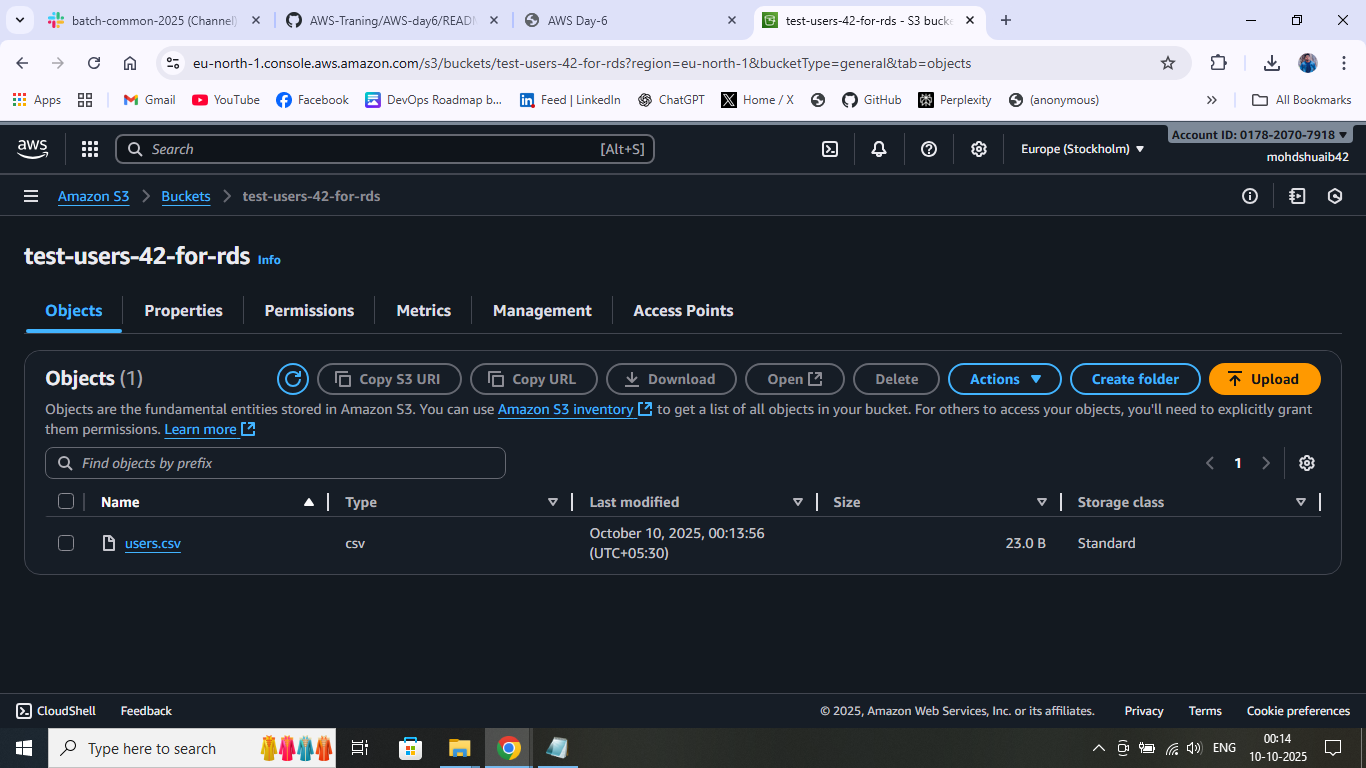 batch-common-2025 (Channel)
AWS-Traning/AWS-day6/READ
AWS Day-6
test-users-42-for-rds - S3 buck
eu-north-1.console.aws.amazon.com/s3/buckets/test-users-42-for-rds?region=eu-north-1&bucketType=general&tab=objects
Apps Gmail YouTube Facebook DevOps Roadmap b... Feed | LinkedIn ChatGPT Home / X GitHub Perplexity (anonymous) » All Bookmarks
aws Search [Alt+S] Europe (Stockholm) Account ID: 0178-2070-7918
mohdshuaib42
Amazon S3 Buckets test-users-42-for-rds
test-users-42-for-rds Info
Objects Properties Permissions Metrics Management Access Points
Objects (1) Copy S3 URI Copy URL Download Open Delete Actions Create folder Upload
Objects are the fundamental entities stored in Amazon S3. You can use Amazon S3 inventory to get a list of all objects in your bucket. For others to access your objects, you'll need to explicitly grant
them permissions. Learn more
Find objects by prefix 1
Name Type Last modified Size Storage class
users.csv csv October 10, 2025, 00:13:56 23.0 B Standard
(UTC+05:30)
CloudShell Feedback © 2025, Amazon Web Services, Inc. or its affiliates. Privacy Terms Cookie preferences
Type here to search ENG 00:14
10-10-2025